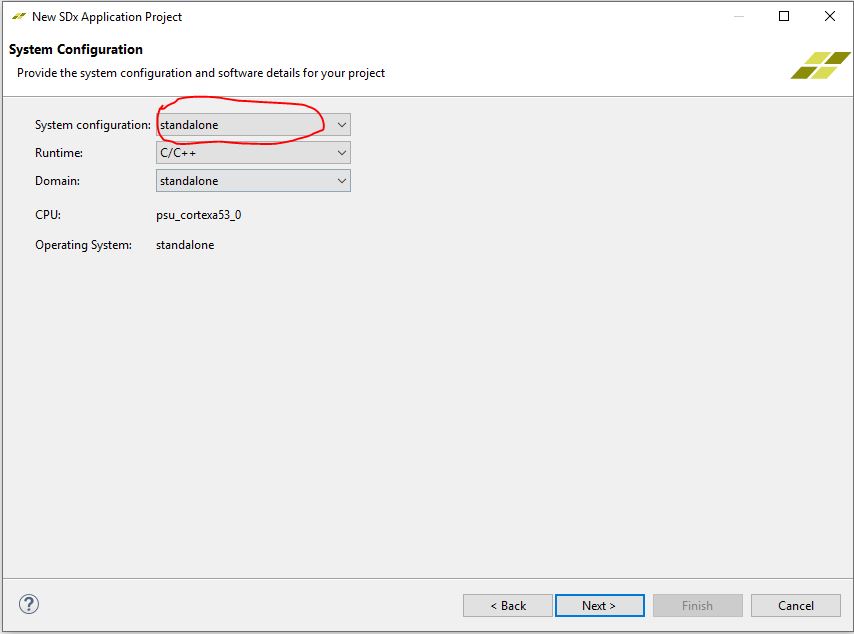 New SDx Application Project
System Configuration
Provide the system configuration and software details for your project
System configuration: standalone
Runtime: C/C++
Domain: standalone
CPU: psu_cortexa53_0
Operating System: standalone
? < Back Next > Finish Cancel